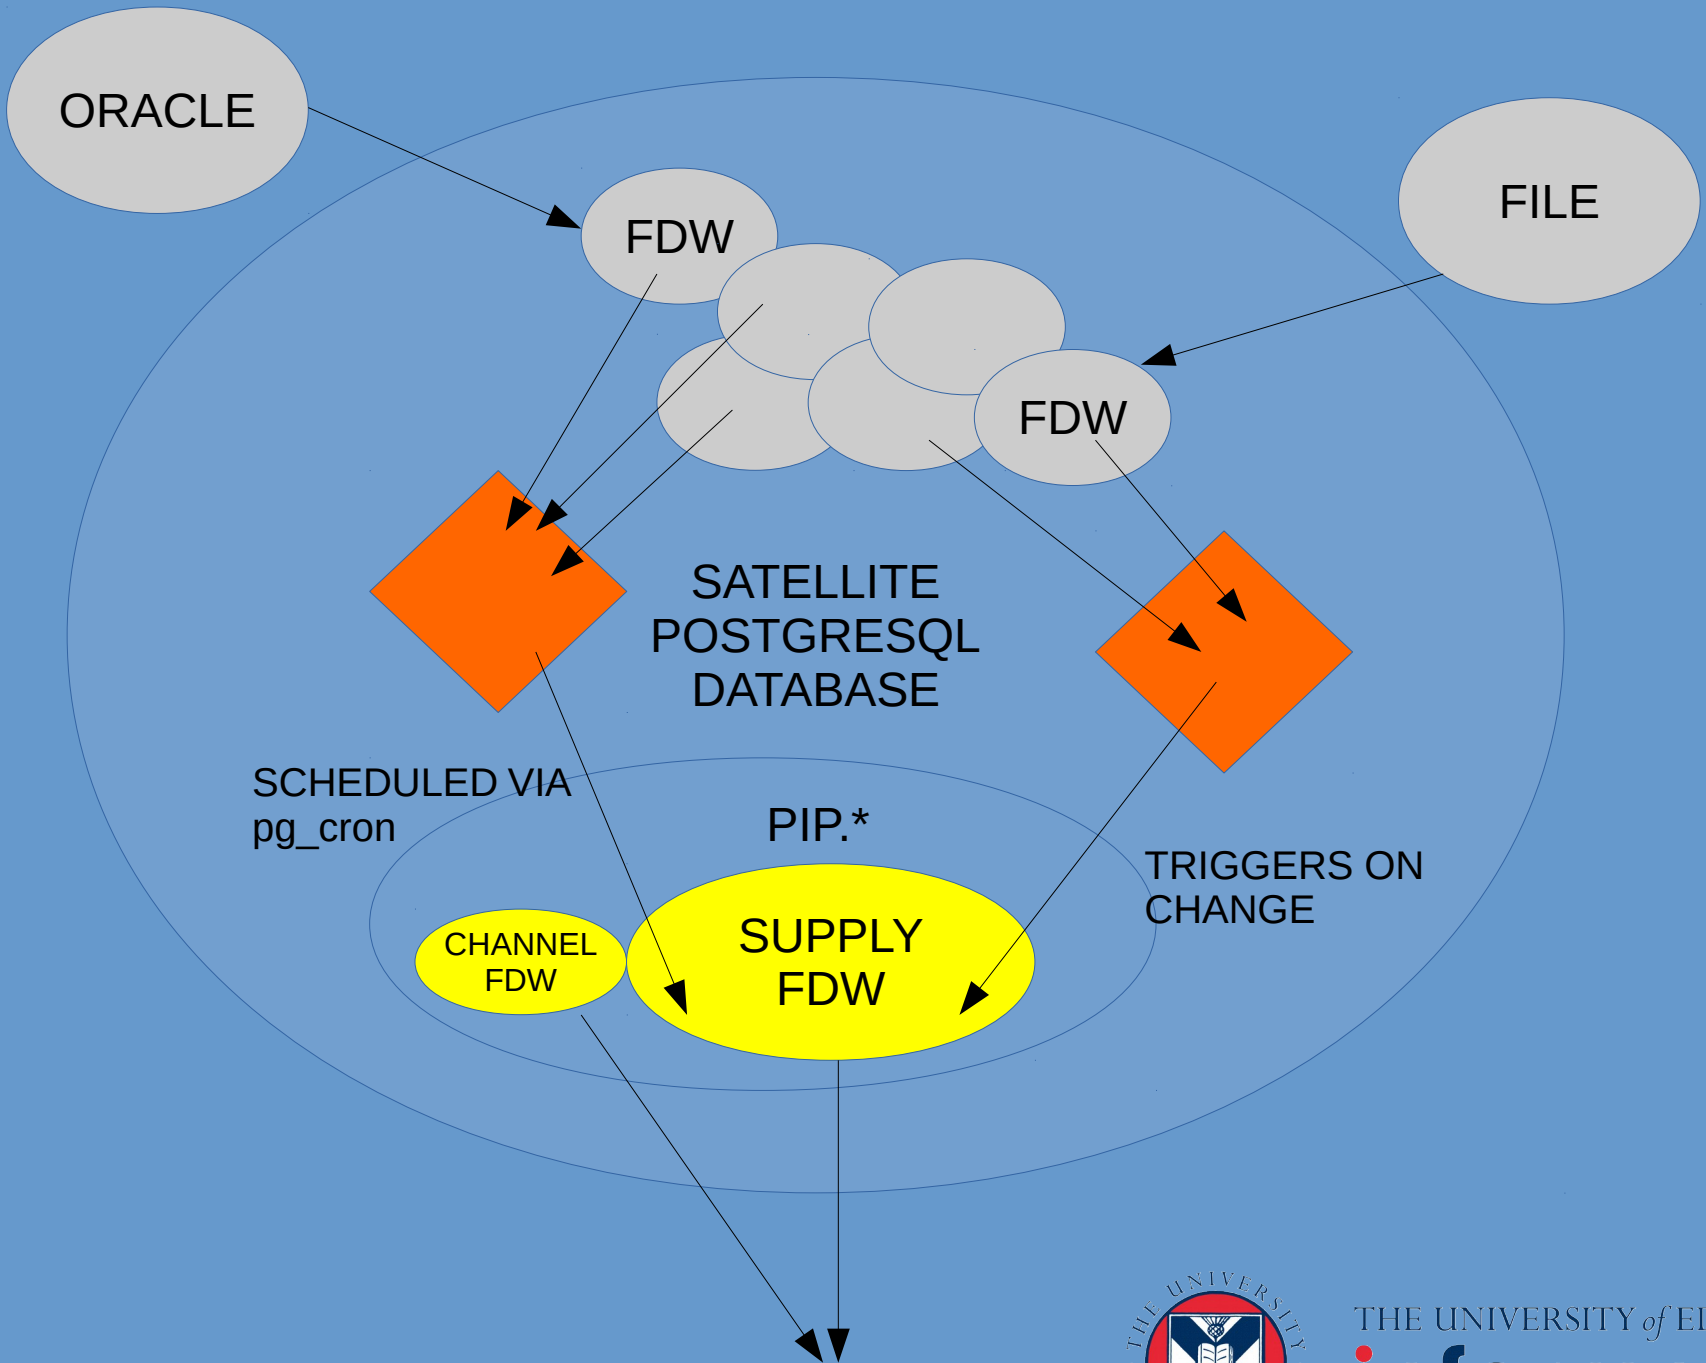 ORACLE
FILE
FDW
FDW
SATELLITE
POSTGRESQL
DATABASE
SCHEDULED VIA
pg_cron
PIP.*
TRIGGERS ON
CHANGE
CHANNEL
FDW
SUPPLY
FDW
THE UNIVERSITY
THE UNIVERSITY of